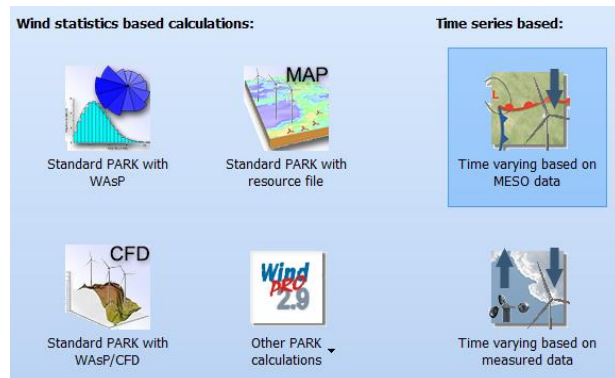 Wind statistics based calculations:
Time series based:
MAP
L
Standard PARK with
WAsP
Standard PARK with
resource file
Time varying based on
MESO data
CFD
Wind
PRO
2.9
Standard PARK with
WAsP/CFD
Other PARK
calculations
Time varying based on
measured data